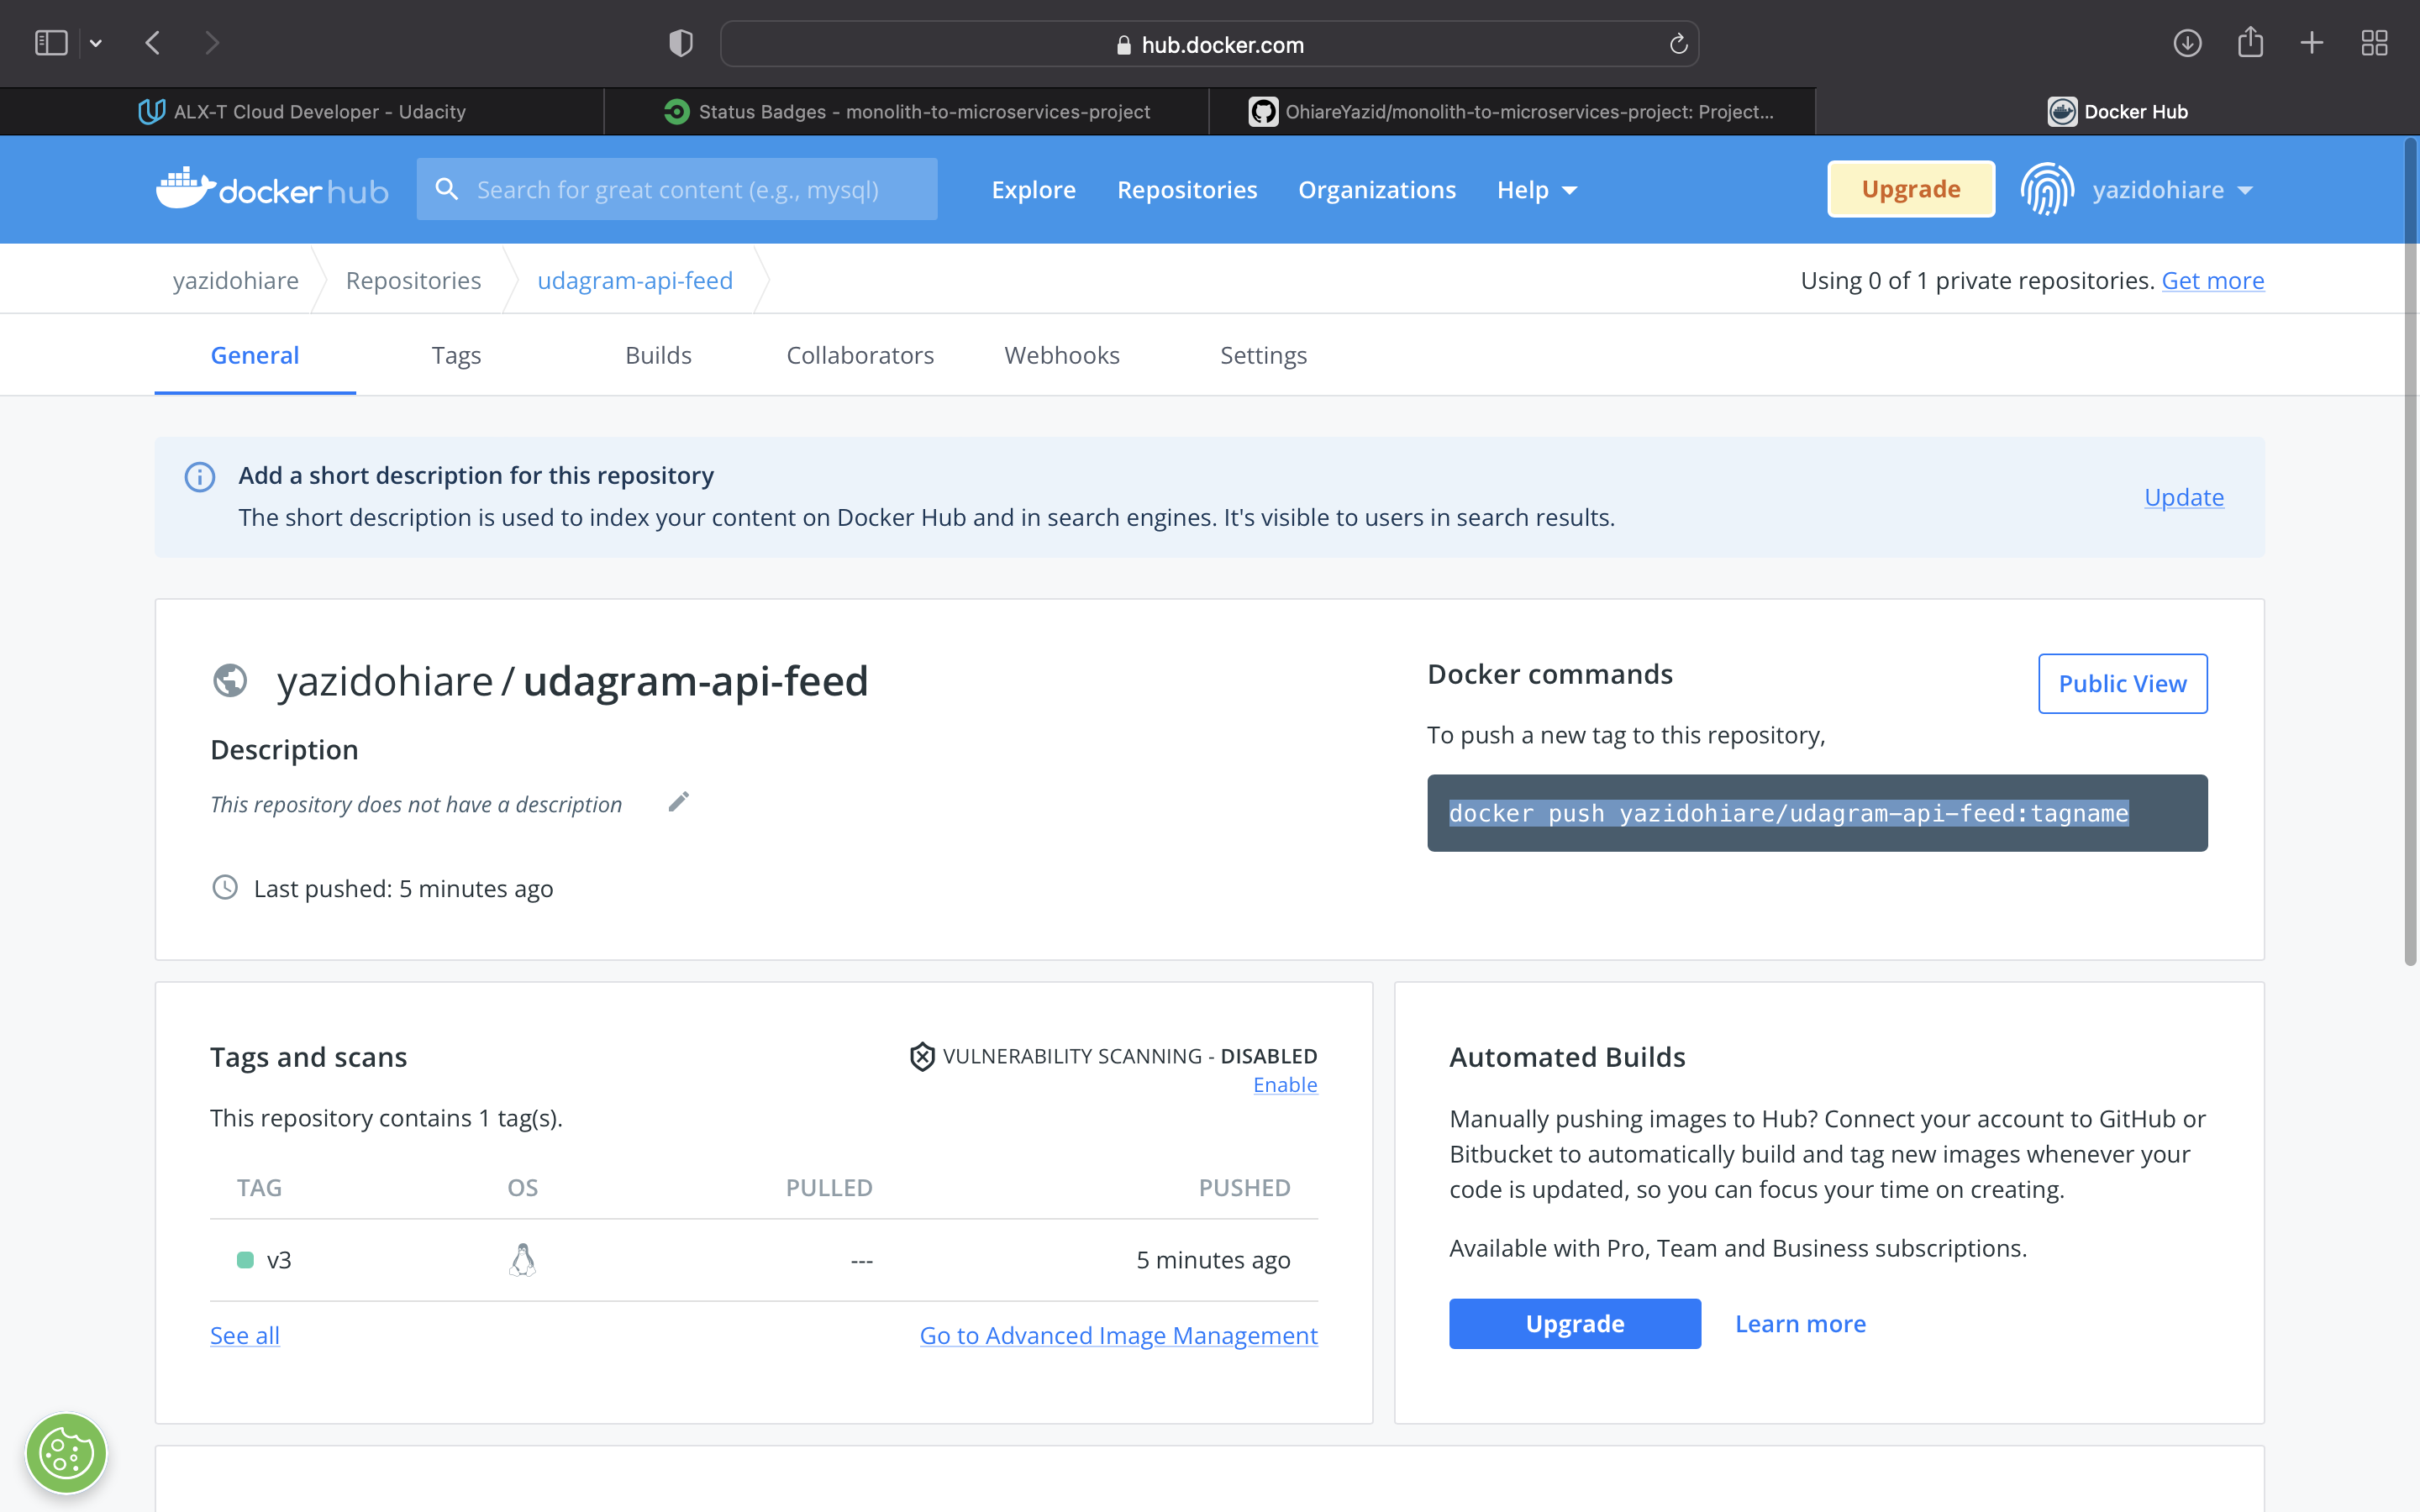 hub.docker.com
ALX-T Cloud Developer - Udacity
Status Badges - monolith-to-microservices-project
OhiareYazid/monolith-to-microservices-project: Project...
Docker Hub
docker hub
Search for great content (e.g., mysql)
Explore
Repositories
Organizations
Help
Upgrade
yazidohiare
yazidohiare
Repositories
udagram-api-feed
Using 0 of 1 private repositories. Get more
General
Tags
Builds
Collaborators
Webhooks
Settings
Add a short description for this repository
The short description is used to index your content on Docker Hub and in search engines. It's visible to users in search results.
Update
yazidohiare / udagram-api-feed
Description
This repository does not have a description
Last pushed: 5 minutes ago
Docker commands
Public View
To push a new tag to this repository,
docker push yazidohiare/udagram-api-feed:tagname
Tags and scans
VULNERABILITY SCANNING - DISABLED
Enable
This repository contains 1 tag(s).
TAG
OS
PULLED
PUSHED
v3
---
5 minutes ago
See all
Go to Advanced Image Management
Automated Builds
Manually pushing images to Hub? Connect your account to GitHub or
Bitbucket to automatically build and tag new images whenever your
code is updated, so you can focus your time on creating.
Available with Pro, Team and Business subscriptions.
Upgrade
Learn more